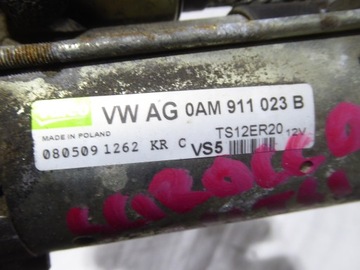 VW AG 0AM 911 023 B
MADE IN POLAND
TS12ER20 12V
080509 1262 KR C VS5